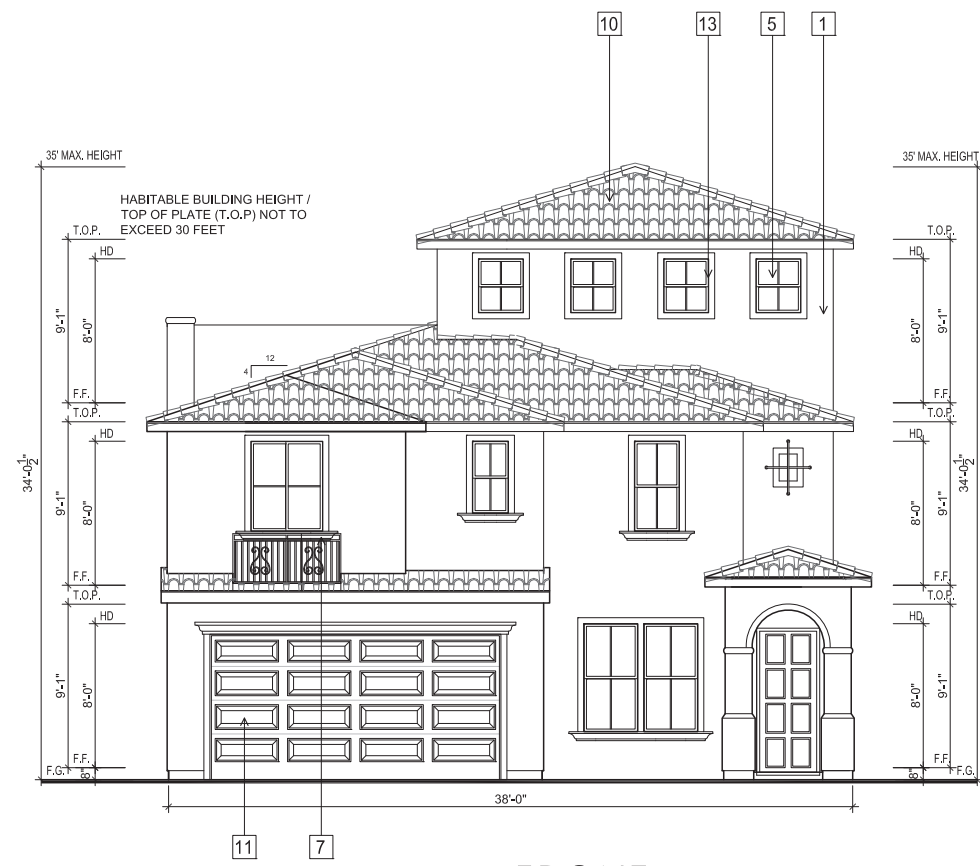 10 13 5 1
35' MAX. HEIGHT 35' MAX. HEIGHT
HABITABLE BUILDING HEIGHT /
TOP OF PLATE (T.O.P) NOT TO
EXCEED 30 FEET
T.O.P. T.O.P.
HD HD
9'-1" 8'-0" 8'-0" 9'-1"
12
4
F.F. F.F.
T.O.P. T.O.P.
HD HD
34'-0½" 9'-1" 8'-0" 8'-0" 9'-1" 34'-0½"
F.F. F.F.
T.O.P. T.O.P.
HD HD
9'-1" 8'-0" 8'-0" 9'-1"
F.F. F.F.
F.G. 8" 8" F.G.
38'-0"
11 7